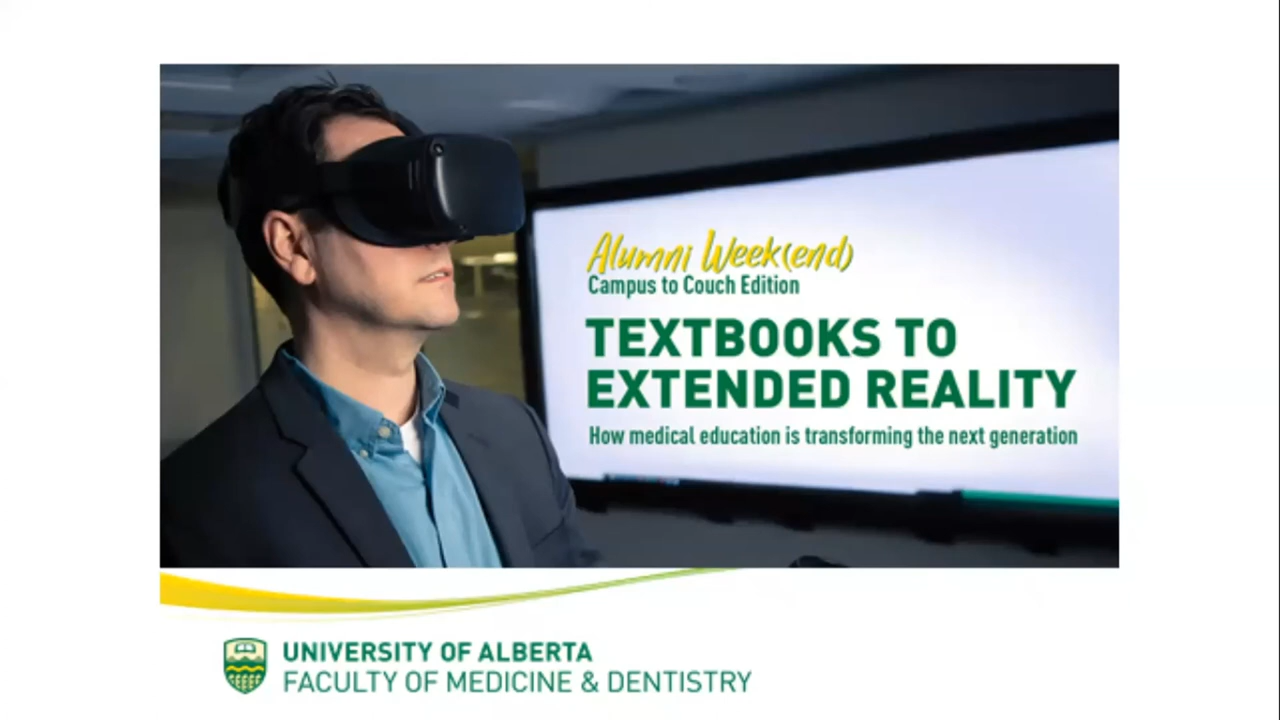 Alumni Week(end)
Campus to Couch Edition
TEXTBOOKS TO
EXTENDED REALITY
How medical education is transforming the next generation
UNIVERSITY OF ALBERTA
FACULTY OF MEDICINE & DENTISTRY